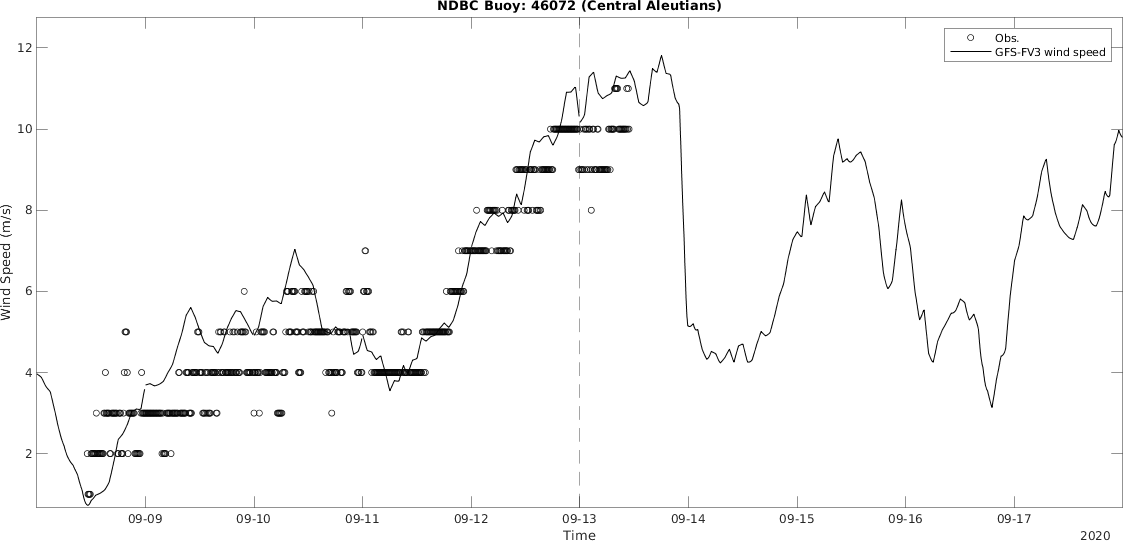 NDBC Buoy: 46072 (Central Aleutians)
Obs.
GFS-FV3 wind speed
Wind Speed (m/s)
12
10
8
6
4
2
09-09 09-10 09-11 09-12 09-13 09-14 09-15 09-16 09-17
Time
2020